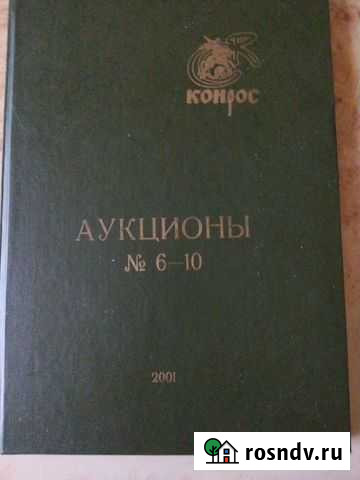 КОНРОС
АУКЦИОНЫ
№ 6—10
2001
rosndv.ru